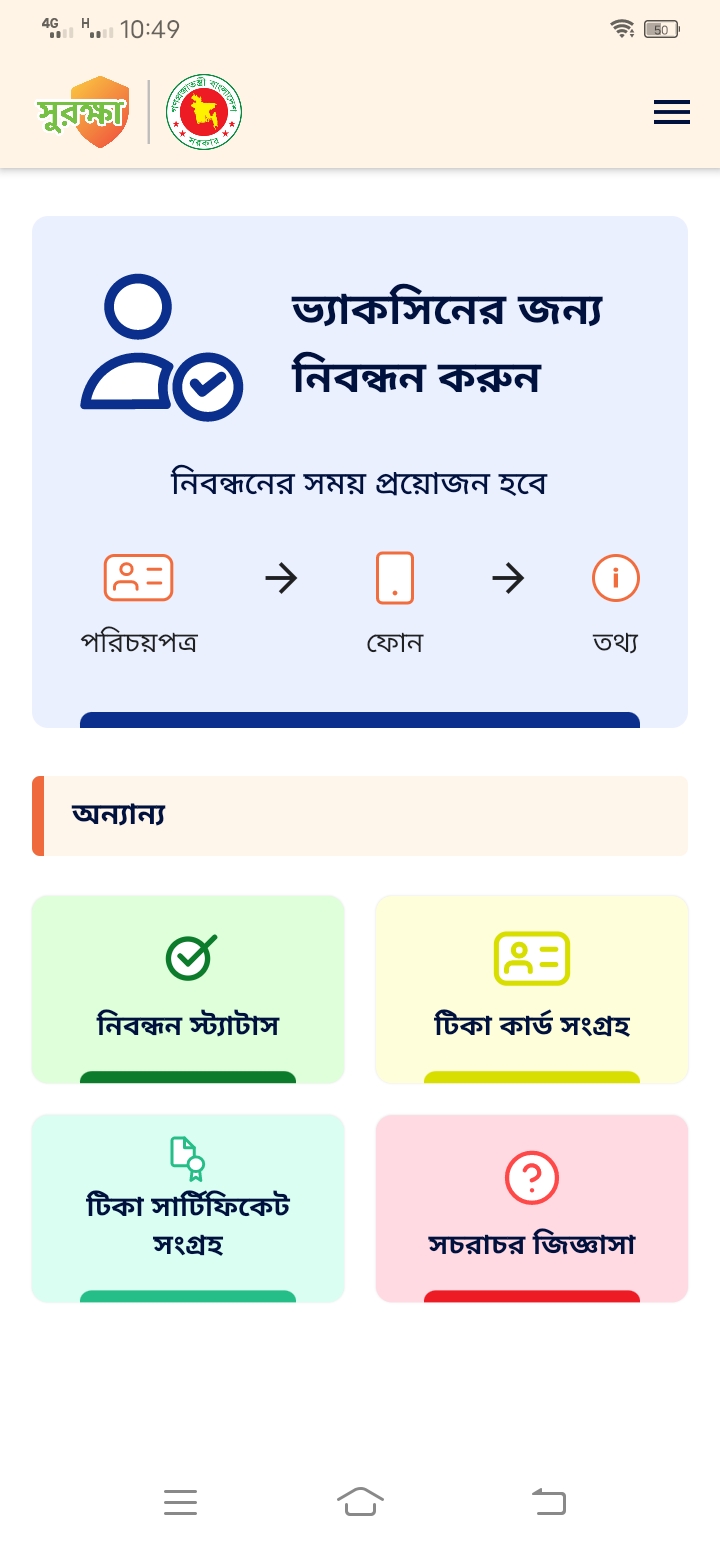 4G H 10:49 50
সুরক্ষা
গণপ্রজাতন্ত্রী বাংলাদেশ
সরকার
ভ্যাকসিনের জন্য
নিবন্ধন করুন
নিবন্ধনের সময় প্রয়োজন হবে
পরিচয়পত্র ফোন তথ্য
অন্যান্য
নিবন্ধন স্ট্যাটাস টিকা কার্ড সংগ্রহ
টিকা সার্টিফিকেট
সংগ্রহ
সচরাচর জিজ্ঞাসা